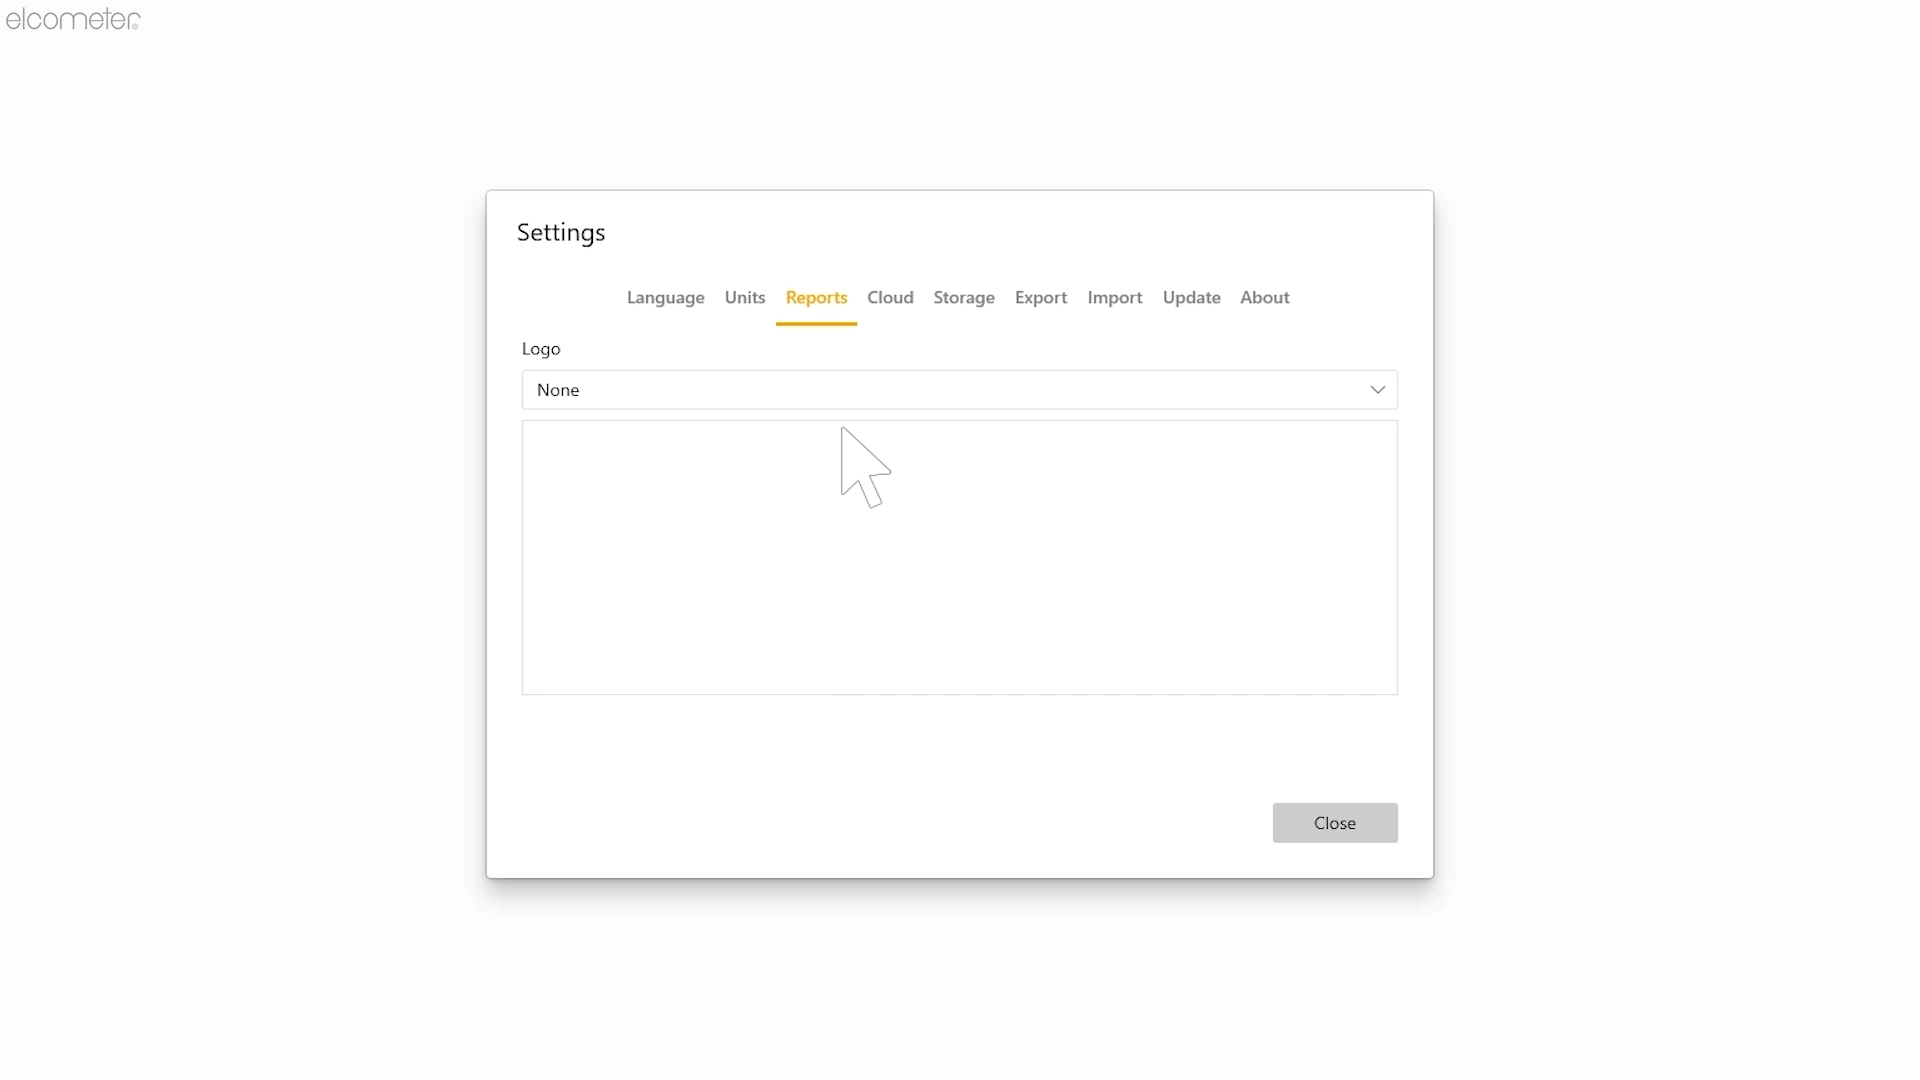 elcometer
Settings
Language Units Reports Cloud Storage Export Import Update About
Logo
None
Close